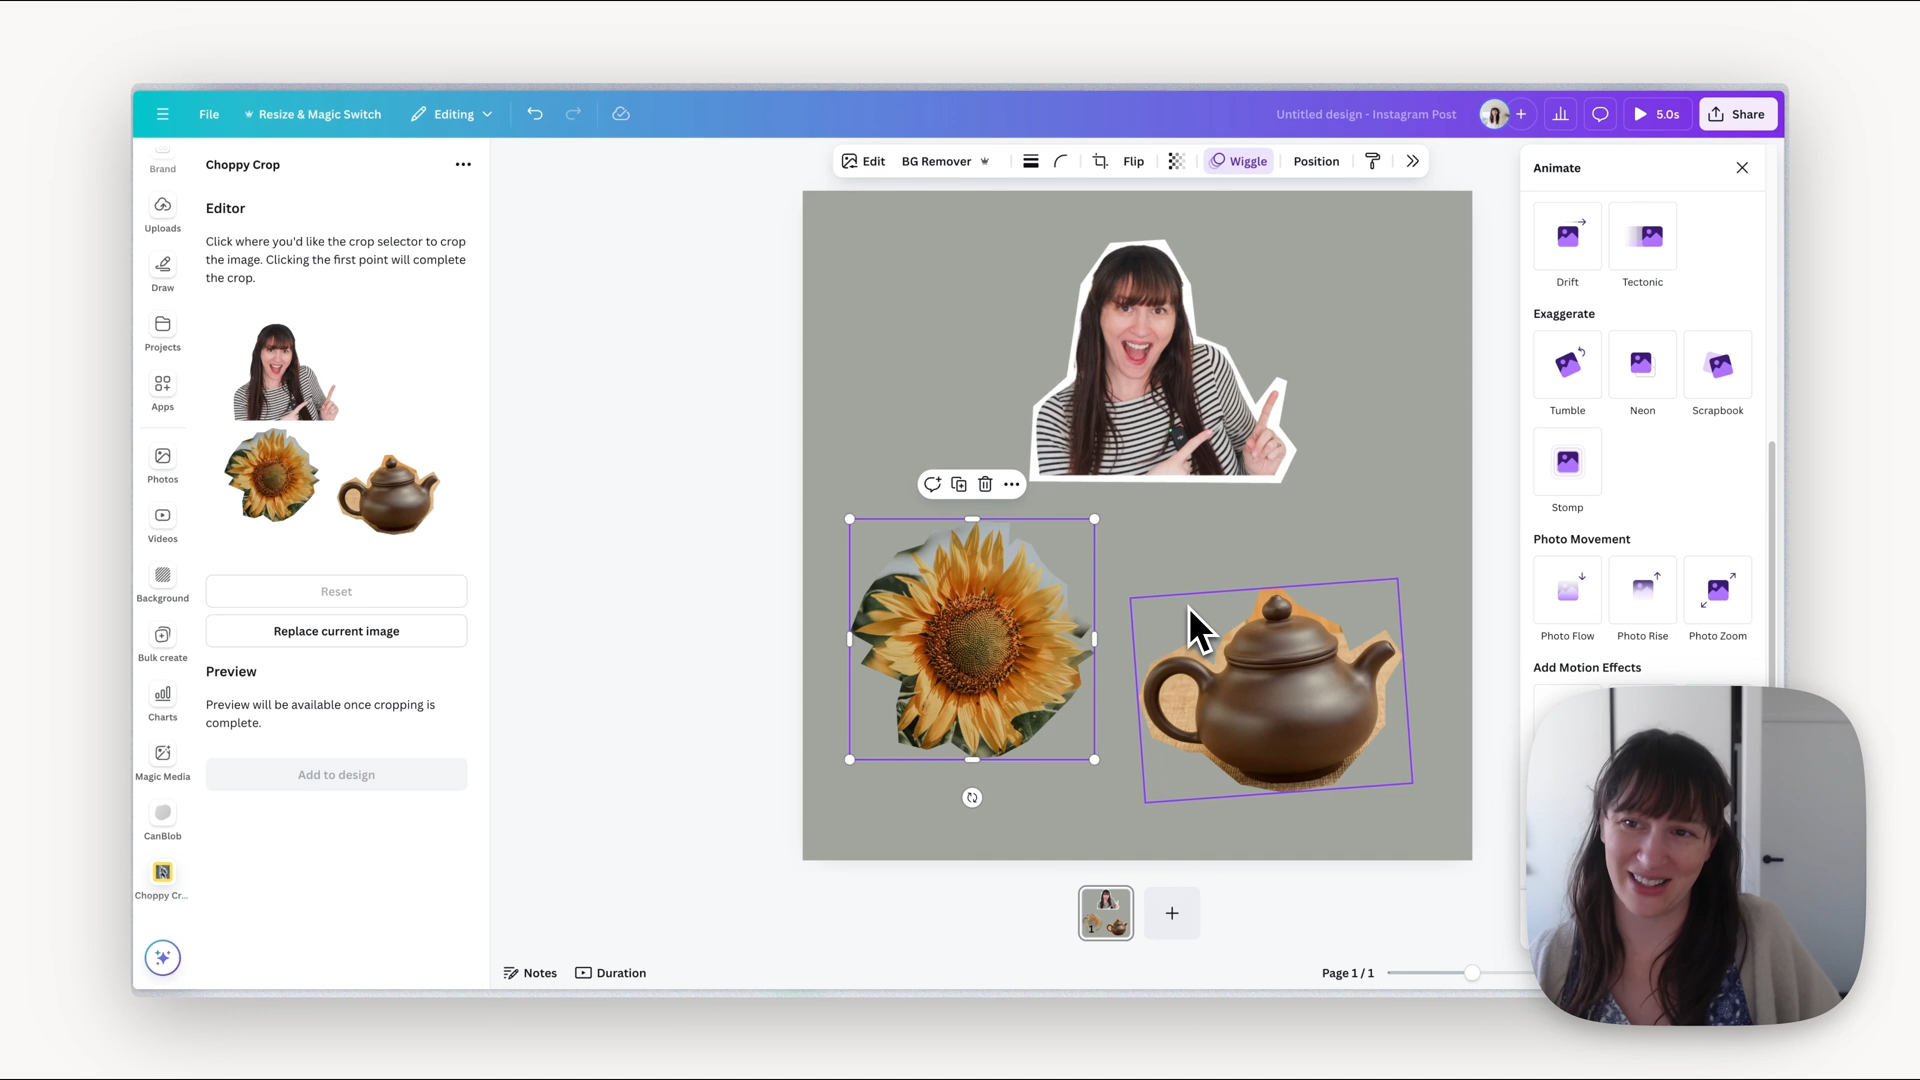 File
Resize & Magic Switch
Editing
Untitled design - Instagram Post
5.0s
Share
Brand
Uploads
Draw
Projects
Apps
Photos
Videos
Background
Bulk create
Charts
Magic Media
CanBlob
Choppy Cr...
Choppy Crop
Editor
Click where you'd like the crop selector to crop
the image. Clicking the first point will complete
the crop.
Reset
Replace current image
Preview
Preview will be available once cropping is
complete.
Add to design
Edit
BG Remover
Flip
Wiggle
Position
1
Notes
Duration
Page 1 / 1
Animate
Drift
Tectonic
Exaggerate
Tumble
Neon
Scrapbook
Stomp
Photo Movement
Photo Flow
Photo Rise
Photo Zoom
Add Motion Effects